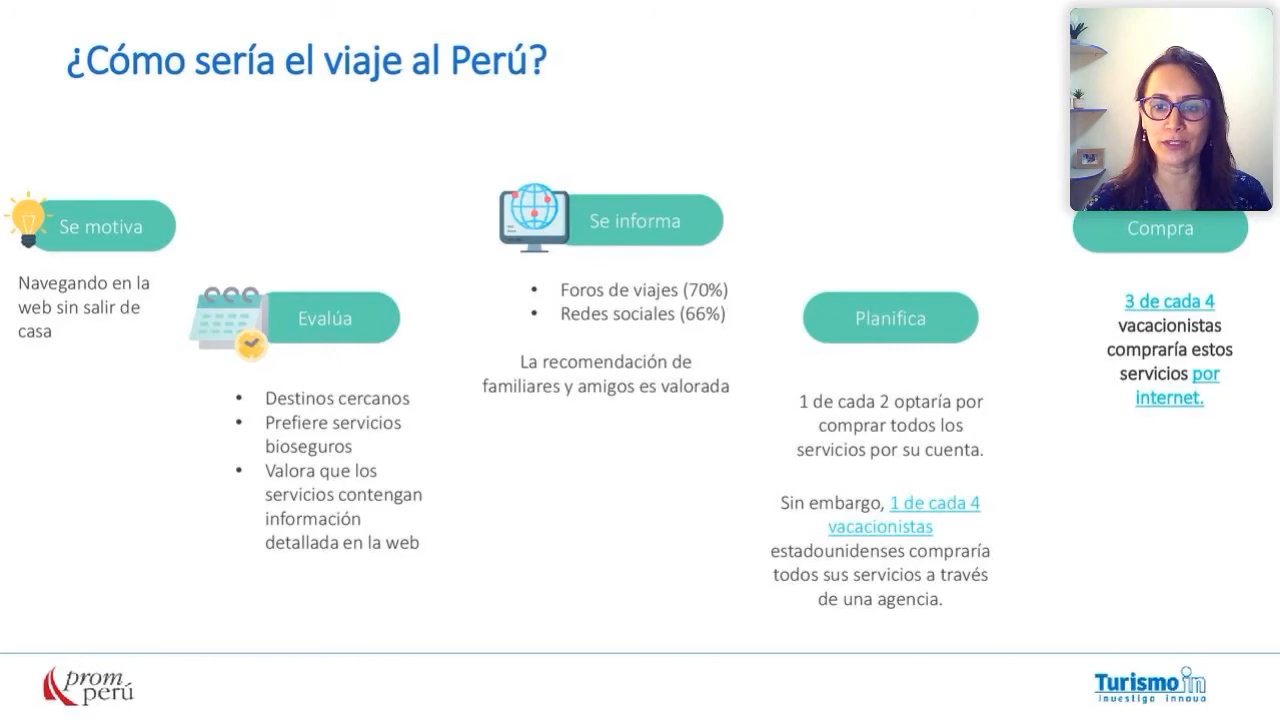 ¿Cómo sería el viaje al Perú?
Se motiva
Navegando en la
web sin salir de
casa
Evalúa
• Destinos cercanos
• Prefiere servicios
bioseguros
• Valora que los
servicios contengan
información
detallada en la web
Se informa
• Foros de viajes (70%)
• Redes sociales (66%)
La recomendación de
familiares y amigos es valorada
Planifica
1 de cada 2 optaría por
comprar todos los
servicios por su cuenta.
Sin embargo, 1 de cada 4
vacacionistas
estadounidenses compraría
todos sus servicios a través
de una agencia.
Compra
3 de cada 4
vacacionistas
compraría estos
servicios por
internet.
prom
perú
Turismo in
investiga innova